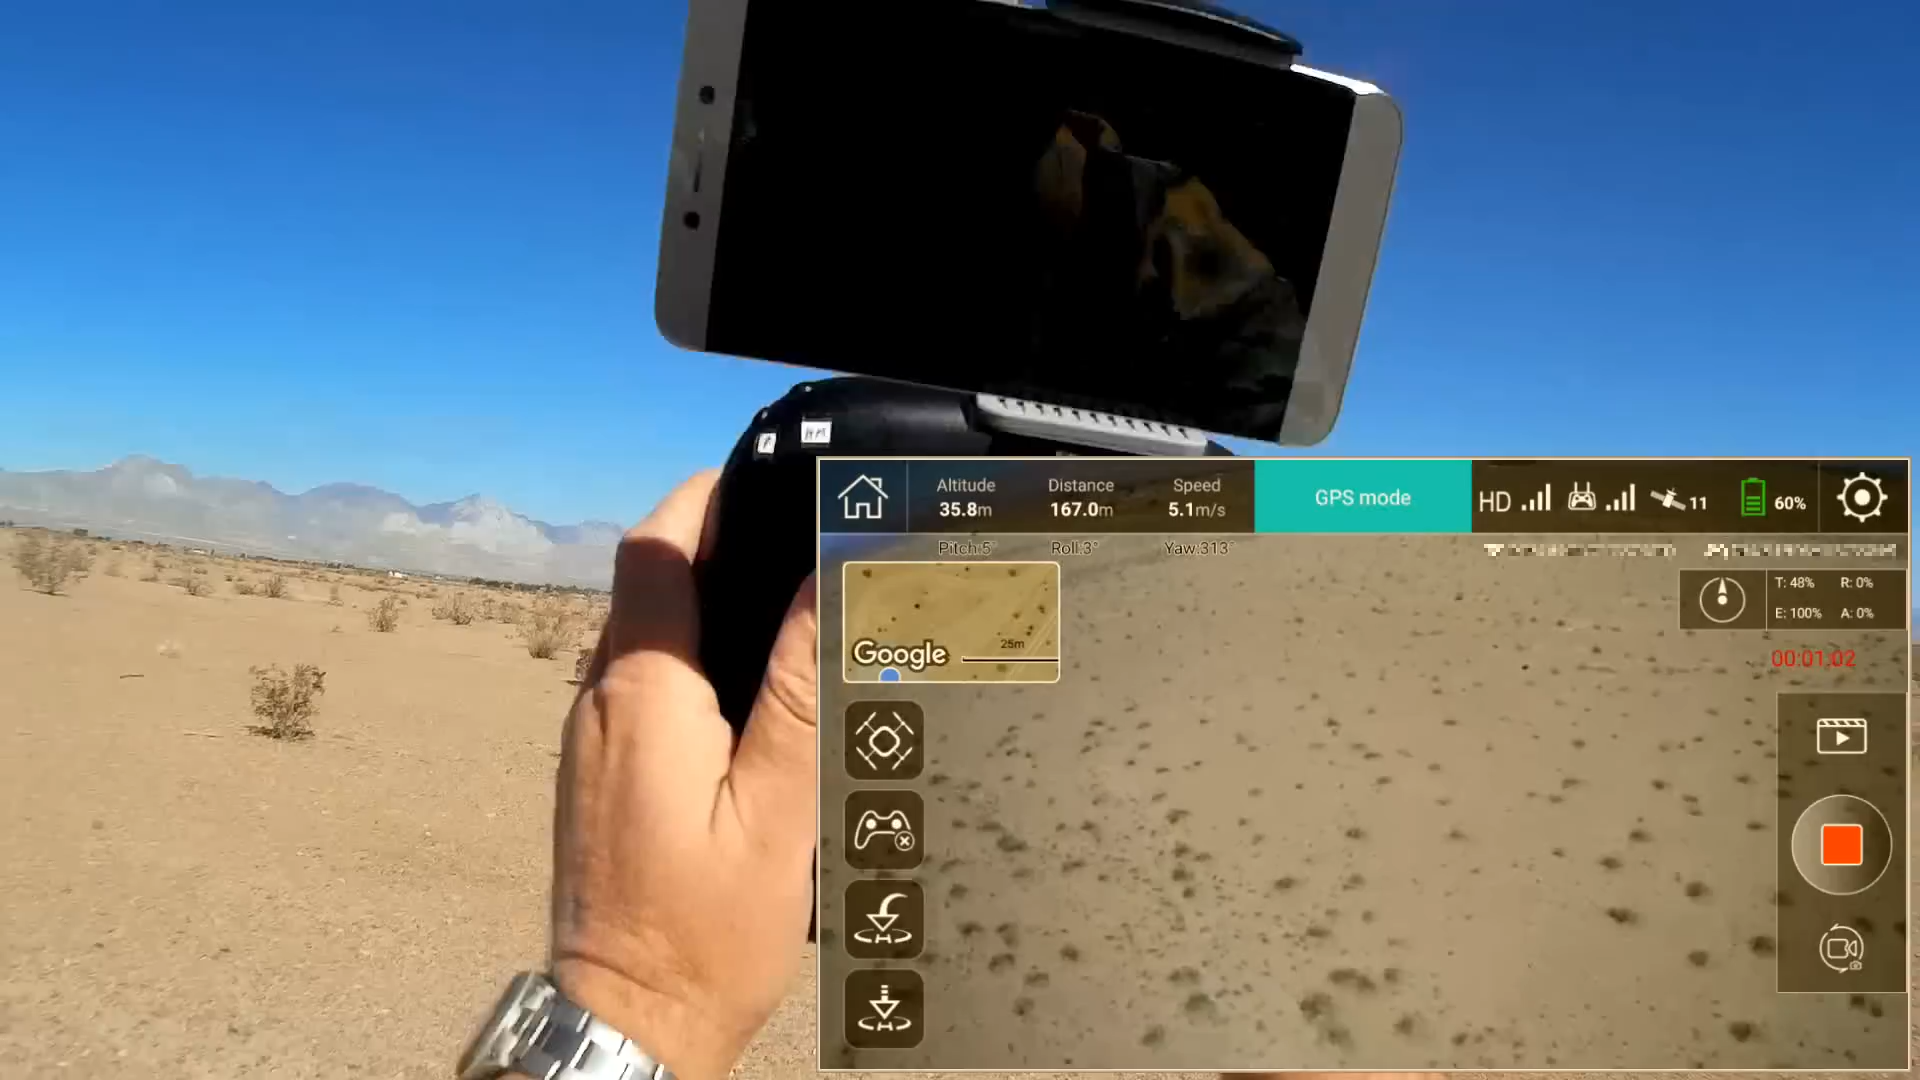 Altitude Distance Speed
35.8m 167.0m 5.1m/s
GPS mode
HD
11
60%
Pitch:5° Roll:3° Yaw:313°
T: 48% R: 0%
E: 100% A: 0%
00:01:02
25m
Google